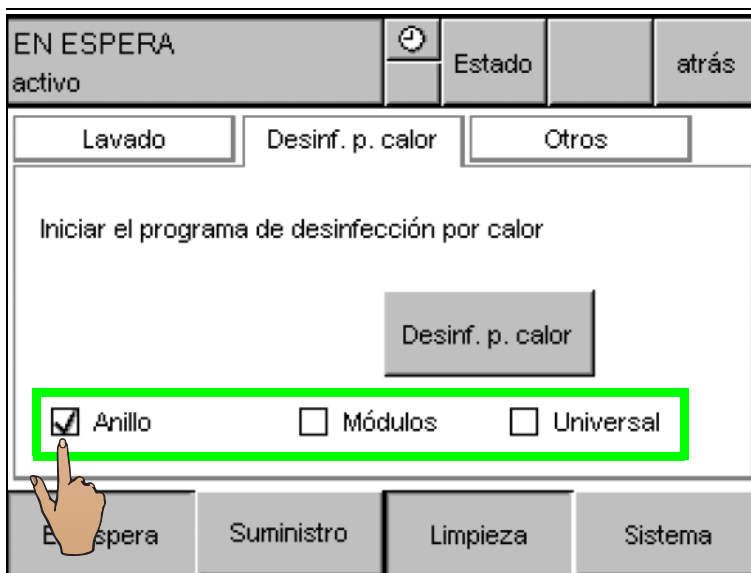 EN ESPERA
activo
Estado
atrás
Lavado
Desinf. p. calor
Otros
Iniciar el programa de desinfección por calor
Desinf. p. calor
Anillo
Módulos
Universal
spera
Suministro
Limpieza
Sistema